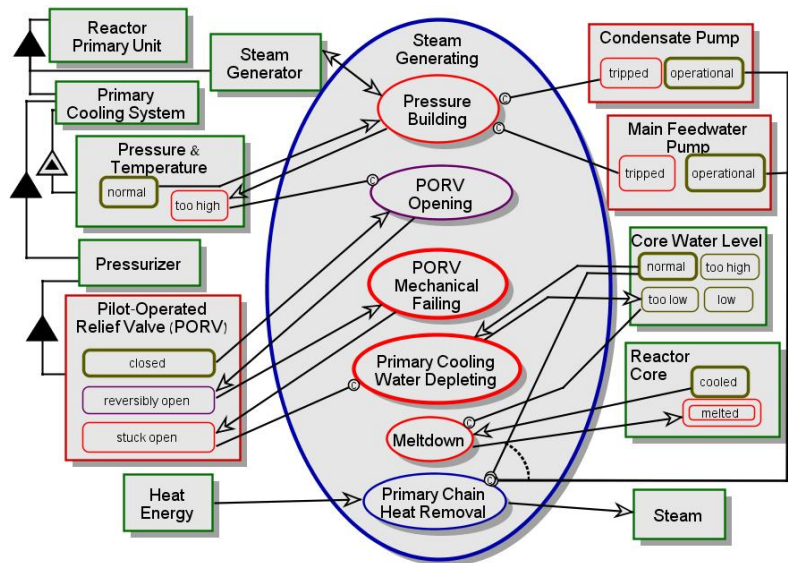 Reactor
Primary Unit
Steam
Generator
Primary
Cooling System
Pressure &
Temperature
normal
too high
Pressurizer
Pilot-Operated
Relief Valve (PORV)
closed
reversibly open
stuck open
Heat
Energy
Steam
Generating
Pressure
Building
C
C
C
PORV
Opening
PORV
Mechanical
Failing
Primary Cooling
Water Depleting
C
Meltdown
C
Primary Chain
Heat Removal
C
Condensate Pump
tripped
operational
Main Feedwater
Pump
tripped
operational
Core Water Level
normal
too high
too low
low
Reactor
Core
cooled
melted
Steam